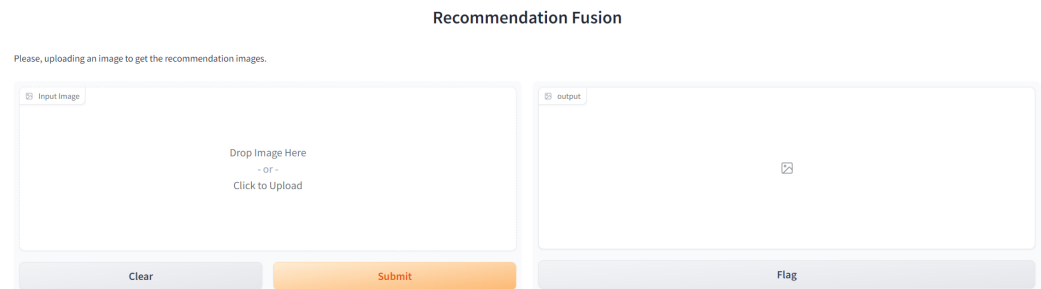 Recommendation Fusion
Please, uploading an image to get the recommendation images.
Input Image
Drop Image Here
- or -
Click to Upload
Clear
Submit
output
Flag